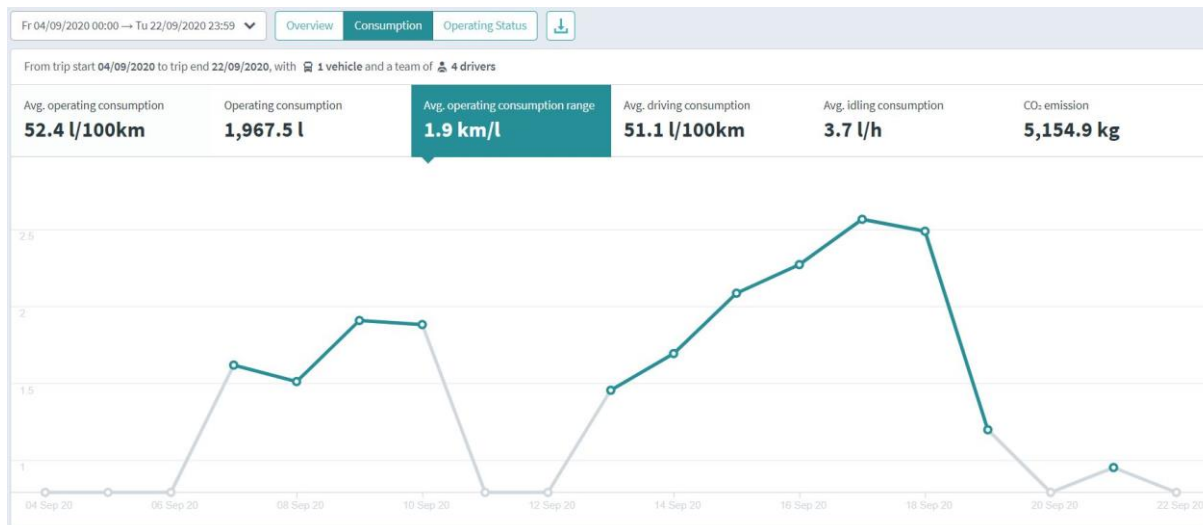 Fr 04/09/2020 00:00 → Tu 22/09/2020 23:59 Overview Consumption Operating Status
From trip start 04/09/2020 to trip end 22/09/2020, with 1 vehicle and a team of 4 drivers
Avg. operating consumption Operating consumption Avg. operating consumption range Avg. driving consumption Avg. idling consumption CO₂ emission
52.4 l/100km 1,967.5 l 1.9 km/l 51.1 l/100km 3.7 l/h 5,154.9 kg
2.5
2
1.5
1
04 Sep 20 06 Sep 20 08 Sep 20 10 Sep 20 12 Sep 20 14 Sep 20 16 Sep 20 18 Sep 20 20 Sep 20 22 Sep 20